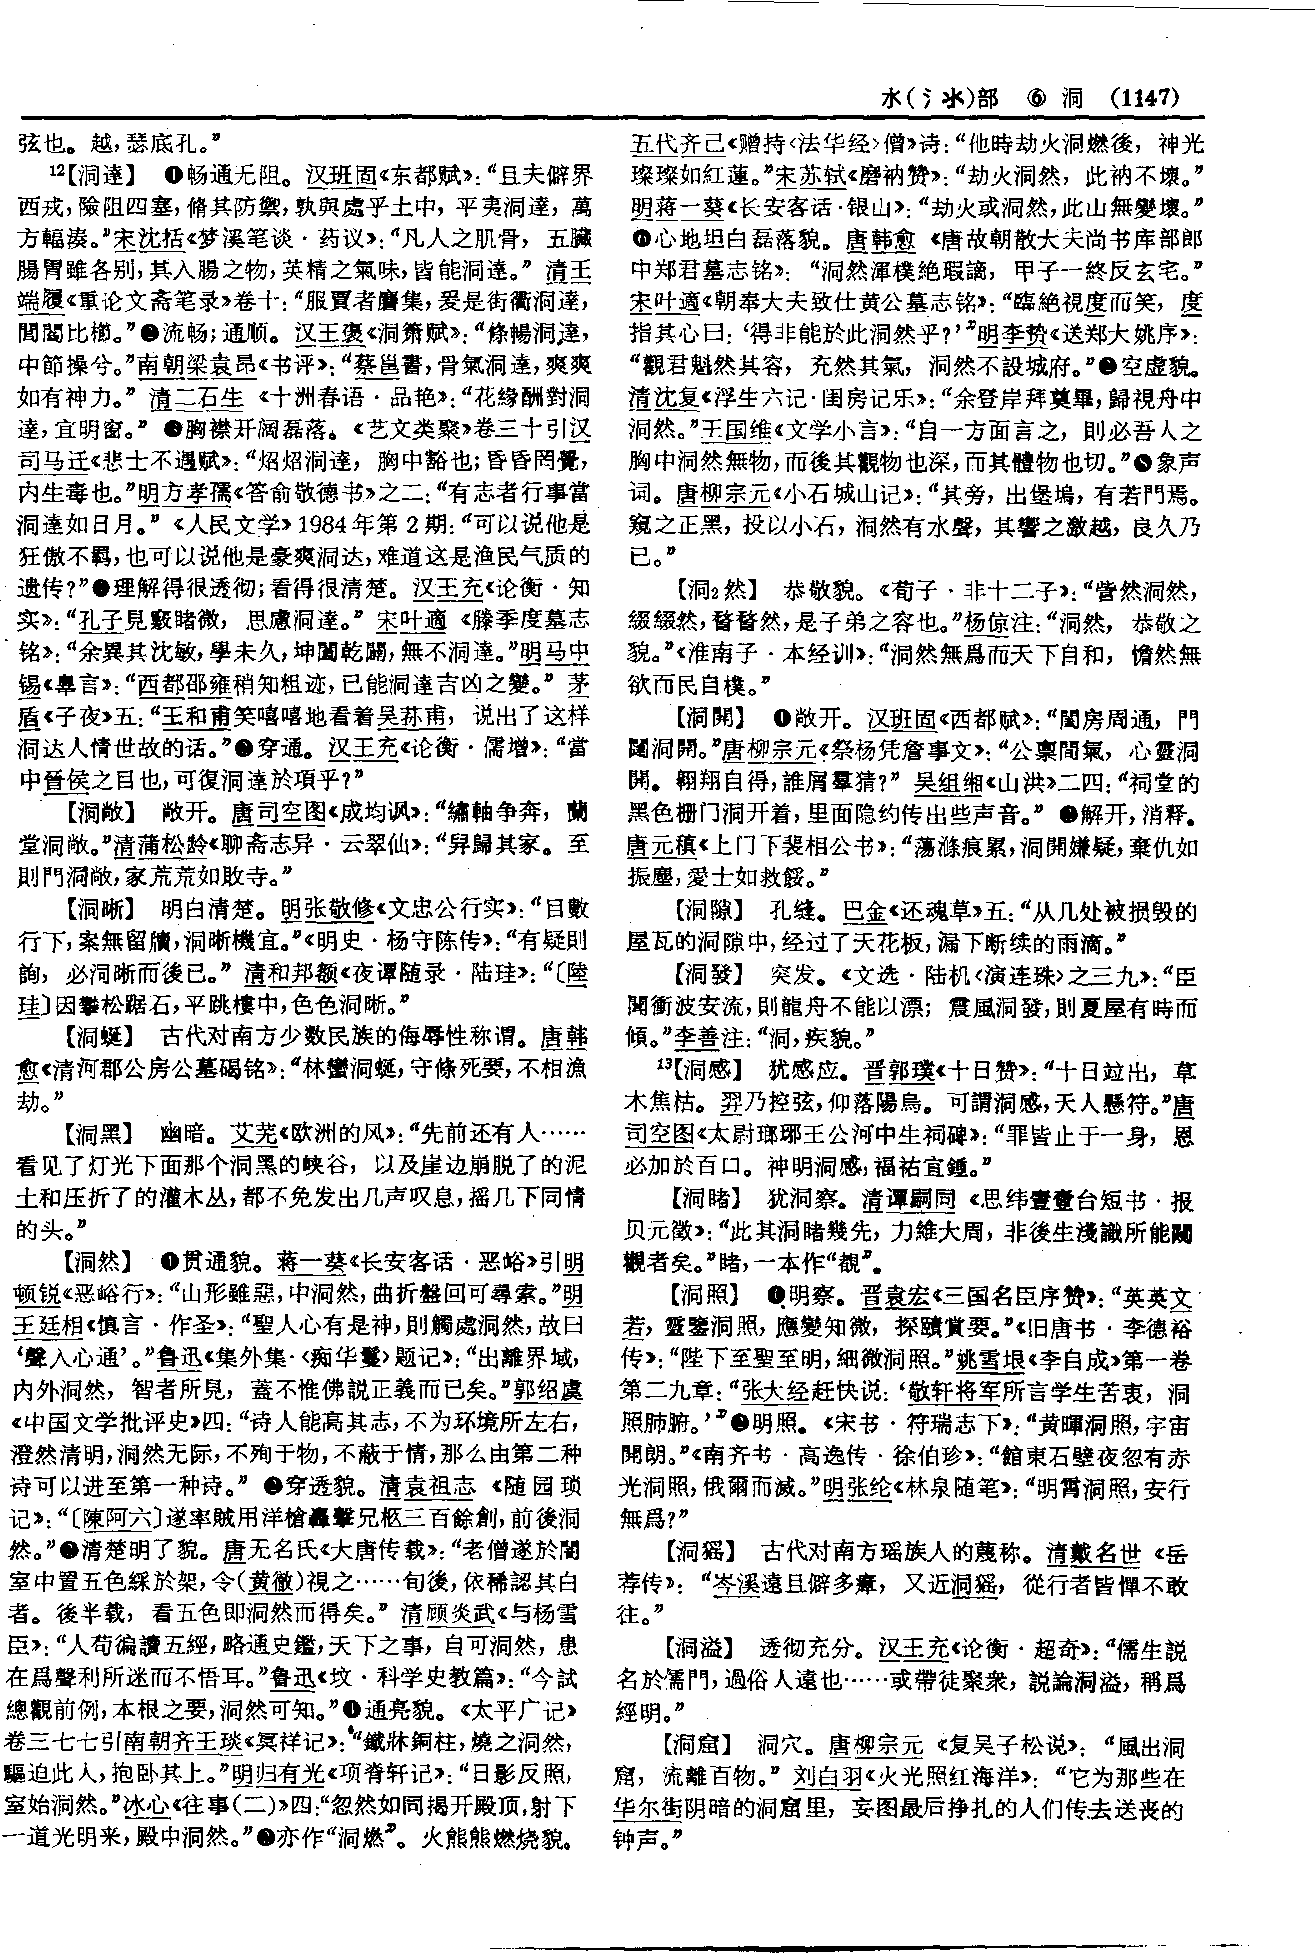 水(氵氺)部 ⑥ 洞 (1147)
弦也。越,瑟底孔。”
12【洞達】 ❶畅通无阻。汉班固《东都赋》:“且夫僻界
西戎,險阻四塞,脩其防禦,孰與處乎土中,平夷洞達,萬
方輻湊。”宋沈括《梦溪笔谈·药议》:“凡人之肌骨,五臟
腸胃雖各别,其入腸之物,英精之氣味,皆能洞達。”清王
端履《重论文斋笔录》卷十:“服賈者麕集,爰是街衢洞達,
閭閻比櫛。”❷流畅;通顺。汉王褒《洞箫赋》:“條暢洞達,
中節操兮。”南朝梁袁昂《书评》:“蔡邕書,骨氣洞達,爽爽
如有神力。”清二石生《十洲春语·品艳》:“花缘酬對洞
達,宜明窗。”❸胸襟开阔磊落。《艺文类聚》卷三十引汉
司马迁《悲士不遇赋》:“炤炤洞達,胸中豁也;昏昏罔覺,
内生毒也。”明方孝孺《答俞敬德书》之二:“有志者行事當
洞達如日月。”《人民文学》1984年第2期:“可以说他是
狂傲不羁,也可以说他是豪爽洞达,难道这是渔民气质的
遗传?”❹理解得很透彻;看得很清楚。汉王充《论衡·知
实》:“孔子見竅睹微,思慮洞達。”宋叶適《滕季度墓志
铭》:“余異其沈敏,學未久,坤闔乾闢,無不洞達。”明马中
锡《罪言》:“西都邵雍稍知粗迹,已能洞達吉凶之變。”茅
盾《子夜》五:“王和甫笑嘻嘻地看着吴荪甫,说出了这样
洞达人情世故的话。”❺穿通。汉王充《论衡·儒增》:“當
中晉侯之目也,可復洞達於項乎?”
【洞敞】 敞开。唐司空图《成均讽》:“繡軸争奔,蘭
堂洞敞。”清蒲松龄《聊斋志异·云翠仙》:“舁歸其家。至
則門洞敞,家荒荒如敗寺。”
【洞晰】 明白清楚。明张敬修《文忠公行实》:“目數
行下,案無留牘,洞晰機宜。”《明史·杨守陈传》:“有疑則
詢,必洞晰而後已。”清和邦额《夜谭随录·陆珪》:“〔陸
珪〕因攀松踞石,平跳樓中,色色洞晰。”
【洞蜒】 古代对南方少数民族的侮辱性称谓。唐韩
愈《清河郡公房公墓碣铭》:“林蠻洞蜒,守條死要,不相漁
劫。”
【洞黑】 幽暗。艾芜《欧洲的风》:“先前还有人……
看见了灯光下面那个洞黑的峡谷,以及崖边崩脱了的泥
土和压折了的灌木丛,都不免发出几声叹息,摇几下同情
的头。”
【洞然】 ❶贯通貌。蒋一葵《长安客话·恶峪》引明
顿锐《恶峪行》:“山形雖惡,中洞然,曲折盤回可尋索。”明
王廷相《慎言·作圣》:“聖人心有是神,則觸處洞然,故曰
‘聲入心通’。”鲁迅《集外集·〈痴华鬘〉题记》:“出離界域,
内外洞然,智者所見,蓋不惟佛説正義而已矣。”郭绍虞
《中国文学批评史》四:“诗人能高其志,不为环境所左右,
澄然清明,洞然无际,不殉于物,不蔽于情,那么由第二种
诗可以进至第一种诗。”❷穿透貌。清袁祖志《随园琐
记》:“〔陳阿六〕遂率賊用洋槍轟擊兄柩三百餘創,前後洞
然。”❸清楚明了貌。唐无名氏《大唐传载》:“老僧遂於闇
室中置五色綵於架,令(黄徹)視之……旬後,依稀認其白
者。後半载,看五色即洞然而得矣。”清顾炎武《与杨雪
臣》:“人苟徧讀五經,略通史鑑,天下之事,自可洞然,患
在爲聲利所迷而不悟耳。”鲁迅《坟·科学史教篇》:“今試
總觀前例,本根之要,洞然可知。”❹通亮貌。《太平广记》
卷三七七引南朝齐王琰《冥祥记》:“鐵牀銅柱,燒之洞然,
驅迫此人,抱卧其上。”明归有光《项脊轩记》:“日影反照,
室始洞然。”冰心《往事(二)》四:“忽然如同揭开殿顶,射下
一道光明来,殿中洞然。”❺亦作“洞燃”。火熊熊燃烧貌。
五代齐己《赠持〈法华经〉僧》诗:“他時劫火洞燃後,神光
璨璨如紅蓮。”宋苏轼《磨衲赞》:“劫火洞然,此衲不壞。”
明蒋一葵《长安客话·银山》:“劫火或洞然,此山無變壞。”
❻心地坦白磊落貌。唐韩愈《唐故朝散大夫尚书库部郎
中郑君墓志铭》:“洞然渾樸絶瑕謫,甲子一終反玄宅。”
宋叶適《朝奉大夫致仕黄公墓志铭》:“臨絶視度而笑,度
指其心曰:‘得非能於此洞然乎?’”明李贽《送郑大姚序》:
“觀君魁然其容,充然其氣,洞然不設城府。”❼空虚貌。
清沈复《浮生六记·闺房记乐》:“余登岸拜奠畢,歸視舟中
洞然。”王国维《文学小言》:“自一方面言之,則必吾人之
胸中洞然無物,而後其觀物也深,而其體物也切。”❽象声
词。唐柳宗元《小石城山记》:“其旁,出堡塢,有若門焉。
窺之正黑,投以小石,洞然有水聲,其響之激越,良久乃
已。”
【洞2然】 恭敬貌。《荀子·非十二子》:“訾然洞然,
綴綴然,瞀瞀然,是子弟之容也。”杨倞注:“洞然,恭敬之
貌。”《淮南子·本经训》:“洞然無爲而天下自和,憺然無
欲而民自樸。”
【洞開】 ❶敞开。汉班固《西都赋》:“閨房周通,門
闥洞開。”唐柳宗元《祭杨凭詹事文》:“公禀間氣,心靈洞
開。翱翔自得,誰屑羣猜?”吴组缃《山洪》二四:“祠堂的
黑色栅门洞开着,里面隐约传出些声音。”❷解开,消释。
唐元稹《上门下裴相公书》:“蕩滌痕累,洞開嫌疑,棄仇如
振塵,愛士如救餒。”
【洞隙】 孔缝。巴金《还魂草》五:“从几处被损毁的
屋瓦的洞隙中,经过了天花板,漏下断续的雨滴。”
【洞發】 突发。《文选·陆机〈演连珠〉之三九》:“臣
聞衝波安流,則龍舟不能以漂;震風洞發,則夏屋有時而
傾。”李善注:“洞,疾貌。”
13【洞感】 犹感应。晋郭璞《十日赞》:“十日竝出,草
木焦枯。羿乃控弦,仰落陽烏。可謂洞感,天人懸符。”唐
司空图《太尉瑯琊王公河中生祠碑》:“罪皆止于一身,恩
必加於百口。神明洞感,福祐宜鍾。”
【洞睹】 犹洞察。清谭嗣同《思纬壹壹台短书·报
贝元徵》:“此其洞睹幾先,力維大周,非後生淺識所能闚
觀者矣。”睹,一本作“覩”。
【洞照】 ❶明察。晋袁宏《三国名臣序赞》:“英英文
若,靈鑒洞照,應變知微,探賾賞要。”《旧唐书·李德裕
传》:“陛下至聖至明,細微洞照。”姚雪垠《李自成》第一卷
第二九章:“张大经赶快说:‘敬轩将军所言学生苦衷,洞
照肺腑。’”❷明照。《宋书·符瑞志下》:“黄暉洞照,宇宙
開朗。”《南齐书·高逸传·徐伯珍》:“館東石壁夜忽有赤
光洞照,俄爾而滅。”明张纶《林泉随笔》:“明霄洞照,安行
無爲?”
【洞猺】 古代对南方瑶族人的蔑称。清戴名世《岳
荐传》:“岑溪遠且僻多瘴,又近洞猺,從行者皆憚不敢
往。”
【洞溢】 透彻充分。汉王充《论衡·超奇》:“儒生説
名於儒門,過俗人遠也……或帶徒聚衆,説論洞溢,稱爲
經明。”
【洞窟】 洞穴。唐柳宗元《复吴子松说》:“風出洞
窟,流離百物。”刘白羽《火光照红海洋》:“它为那些在
华尔街阴暗的洞窟里,妄图最后挣扎的人们传去送丧的
钟声。”